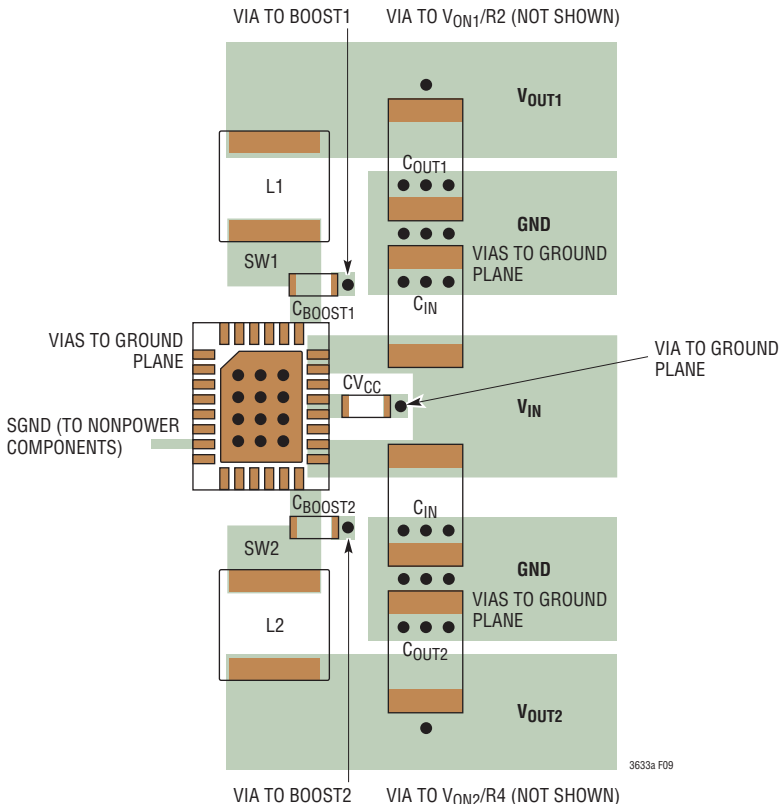 VIA TO BOOST1
VIA TO VON1/R2 (NOT SHOWN)
VOUT1
COUT1
L1
GND
VIAS TO GROUND
PLANE
SW1
CBOOST1
CIN
VIAS TO GROUND
PLANE
CVCC
VIA TO GROUND
PLANE
VIN
SGND (TO NONPOWER
COMPONENTS)
CBOOST2
CIN
SW2
GND
VIAS TO GROUND
PLANE
L2
COUT2
VOUT2
3633a F09
VIA TO BOOST2
VIA TO VON2/R4 (NOT SHOWN)